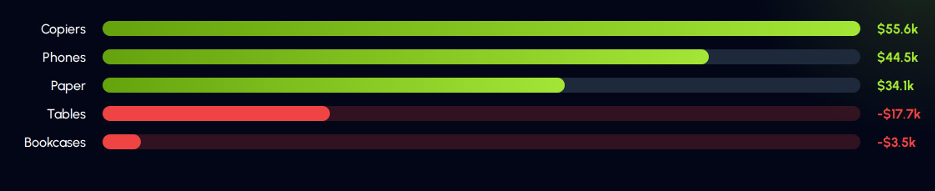 Copiers $55.6k
Phones $44.5k
Paper $34.1k
Tables -$17.7k
Bookcases -$3.5k